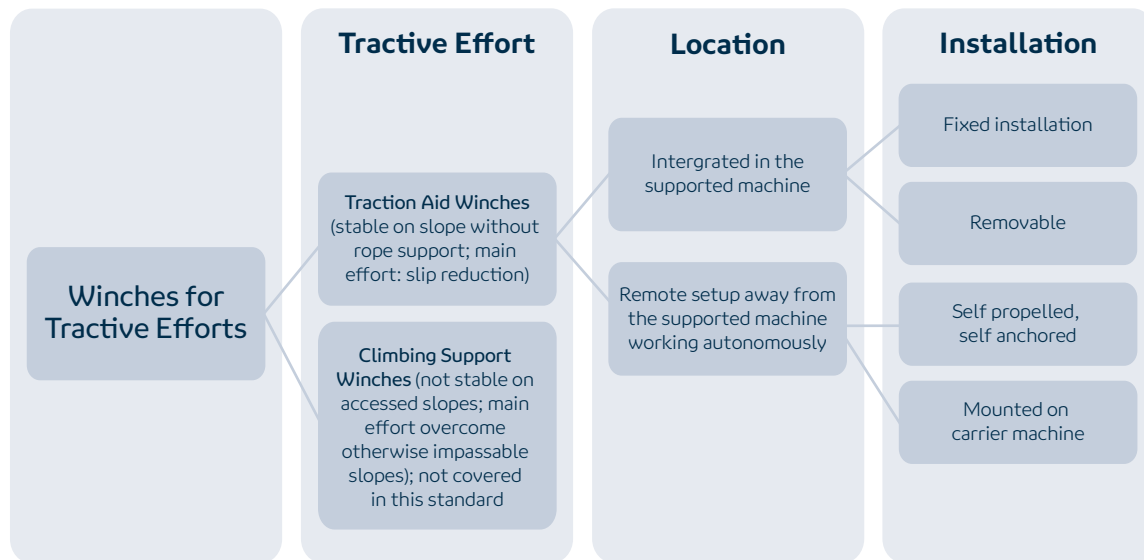 Tractive Effort
Location
Installation
Winches for
Tractive Efforts
Traction Aid Winches
(stable on slope without
rope support; main
effort: slip reduction)
Climbing Support
Winches (not stable on
accessed slopes; main
effort overcome
otherwise impassable
slopes); not covered
in this standard
Intergrated in the
supported machine
Remote setup away from
the supported machine
working autonomously
Fixed installation
Removable
Self propelled,
self anchored
Mounted on
carrier machine